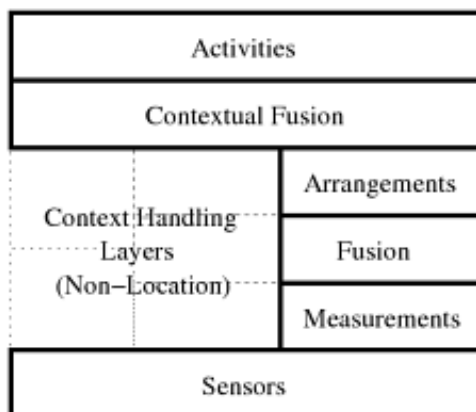 Activities
Contextual Fusion
Arrangements
Context Handling
Layers
(Non-Location)
Fusion
Measurements
Sensors